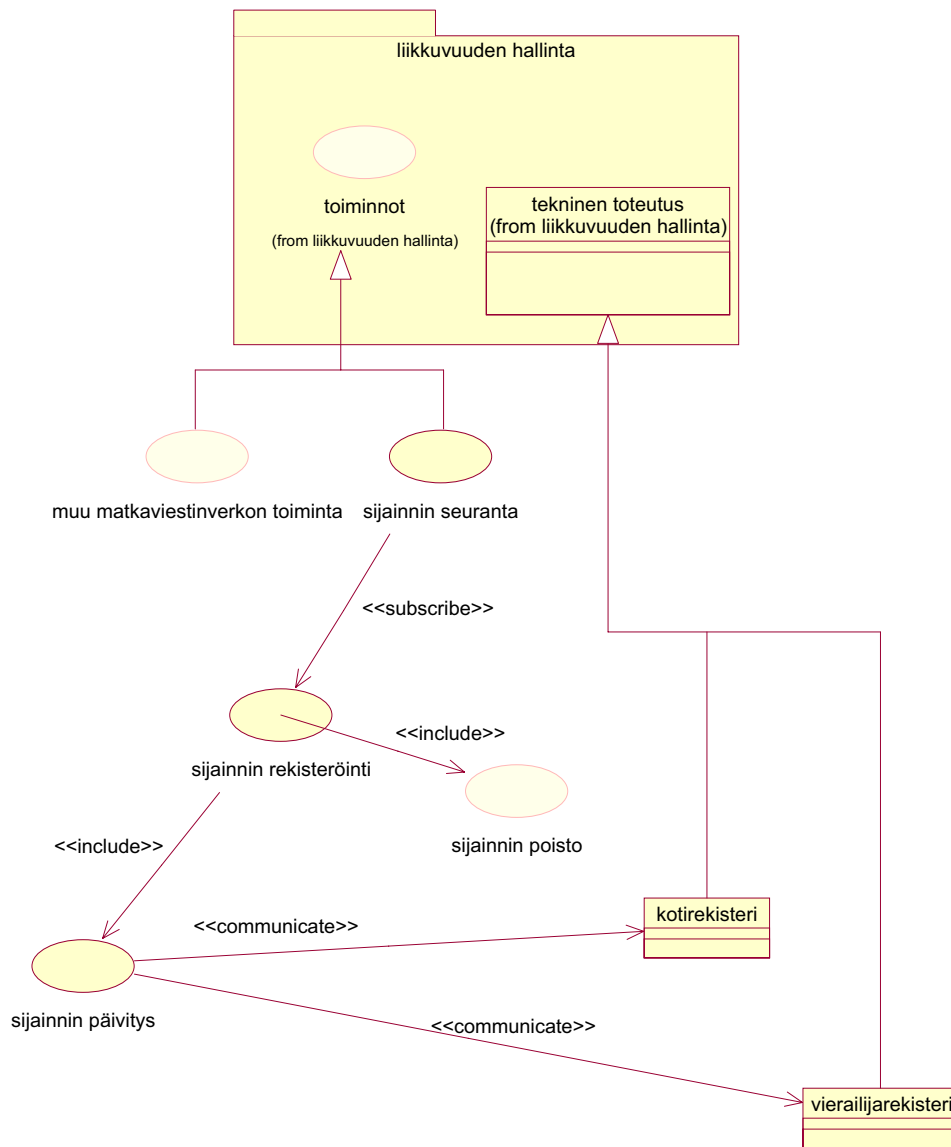 liikkuvuuden hallinta
toiminnot
(from liikkuvuuden hallinta)
tekninen toteutus
(from liikkuvuuden hallinta)
muu matkaviestinverkon toiminta
sijainnin seuranta
<<subscribe>>
<<include>>
sijainnin rekisteröinti
<<include>>
sijainnin poisto
kotirekisteri
<<communicate>>
sijainnin päivitys
<<communicate>>
vierailijarekisteri